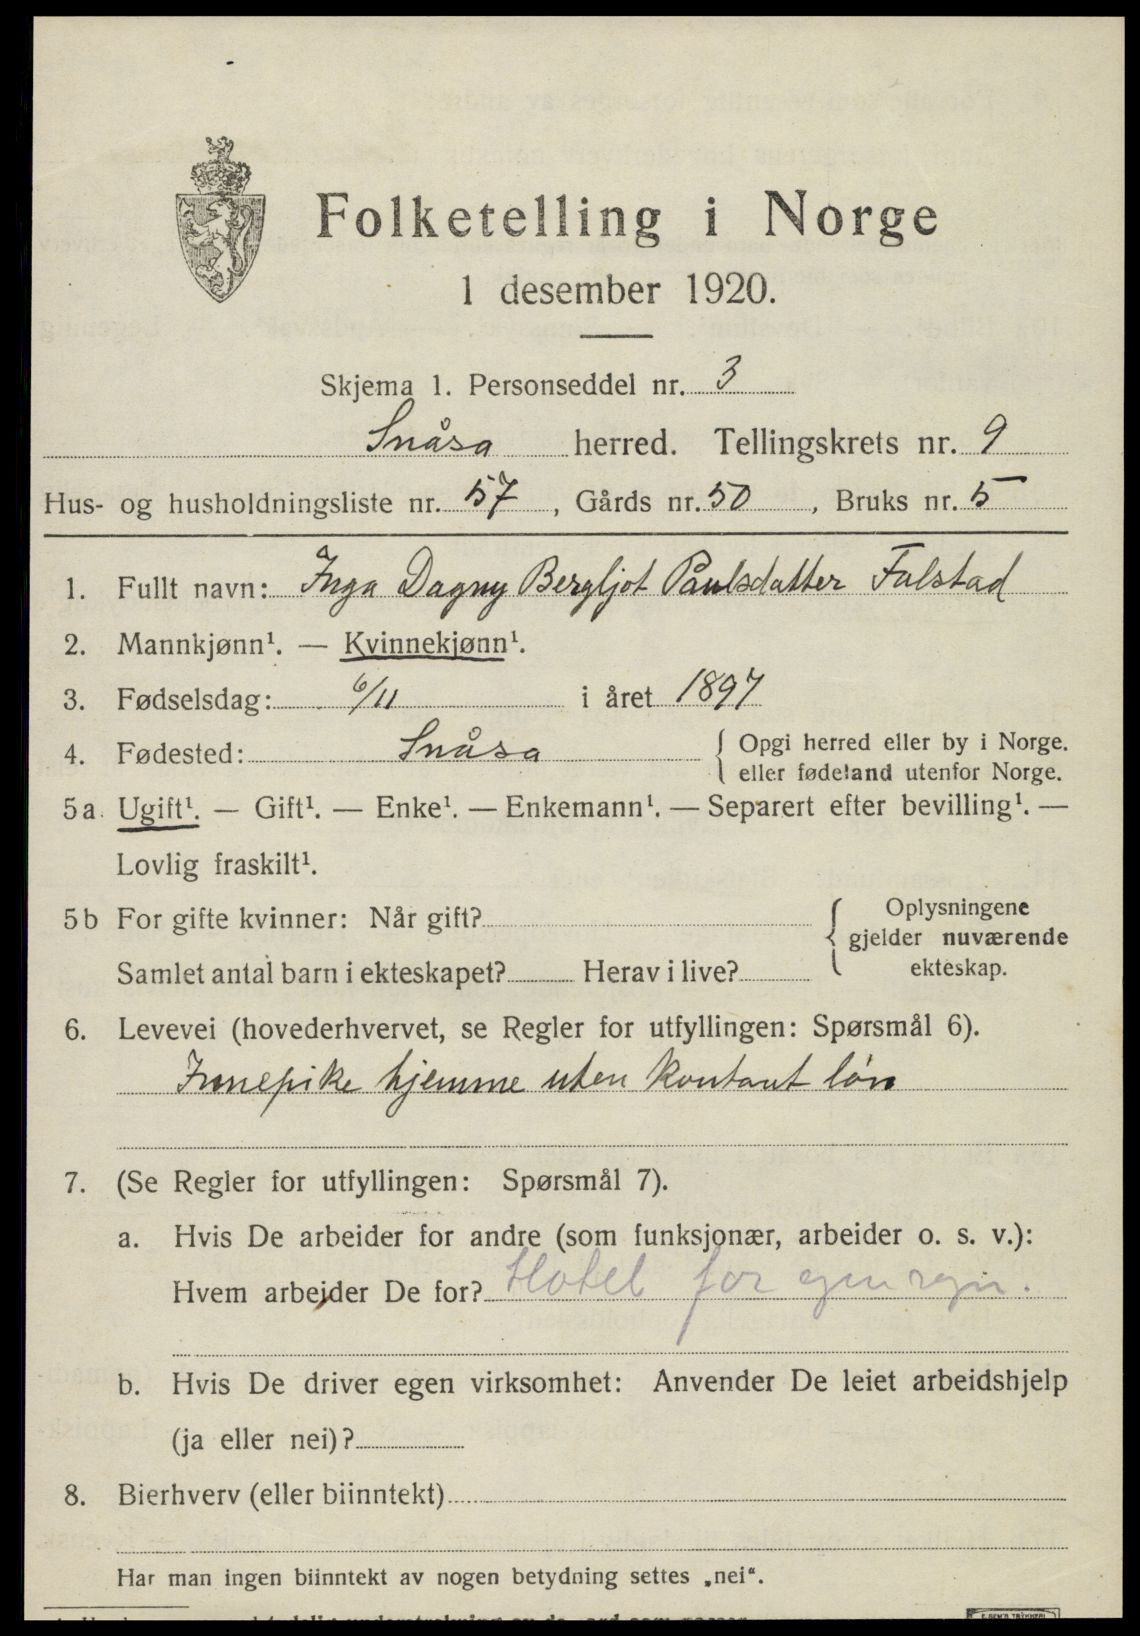 Folketelling i Norge
1 desember 1920.
Skjema 1. Personseddel nr. 3
Snåsa herred. Tellingskrets nr. 9
Hus- og husholdningsliste nr. 57, Gårds nr. 50, Bruks nr. 5
1. Fullt navn: Inga Dagny Bergljot Paulsdatter Falstad
2. Mannkjønn¹. — Kvinnekjønn¹.
3. Fødselsdag: 6/11 i året 1897
4. Fødested: Snåsa { Opgi herred eller by i Norge.
eller fødeland utenfor Norge.
5a. Ugift¹. — Gift¹. — Enke¹. — Enkemann¹. — Separert efter bevilling¹. —
Lovlig fraskilt¹.
5b For gifte kvinner: Når gift? { Oplysningene
gjelder nuværende
Samlet antal barn i ekteskapet? Herav i live? ekteskap.
6. Levevei (hovederhvervet, se Regler for utfyllingen: Spørsmål 6).
Innepike hjemme uten kontant løn
7. (Se Regler for utfyllingen: Spørsmål 7).
a. Hvis De arbeider for andre (som funksjonær, arbeider o. s. v.):
Hvem arbeider De for? Hotel for egen regn.
b. Hvis De driver egen virksomhet: Anvender De leiet arbeidshjelp
(ja eller nei)?
8. Bierhverv (eller biinntekt)
Har man ingen biinntekt av nogen betydning settes „nei“.